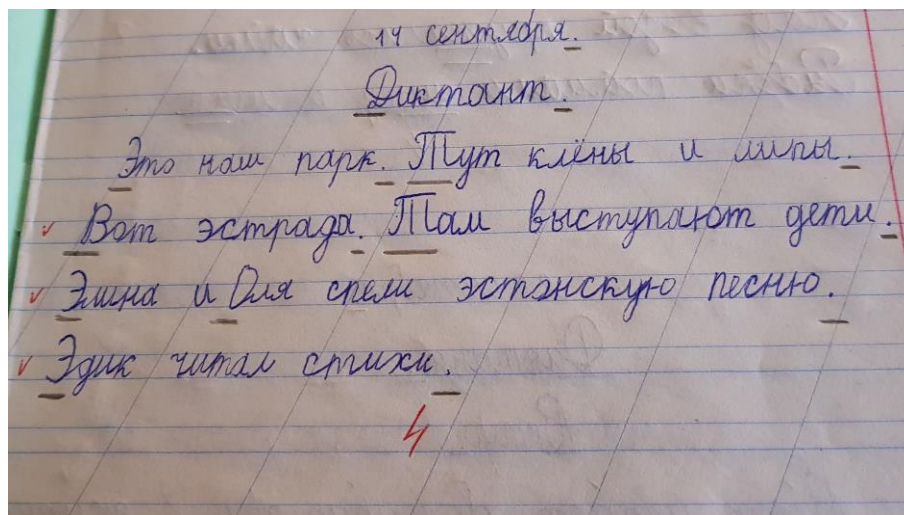 14 сентября.
Диктант.
Это наш парк. Тут клёны и липы.
Вот эстрада. Там выступают дети.
Элина и Оля спели эстонскую песню.
Эдик читал стихи.
4